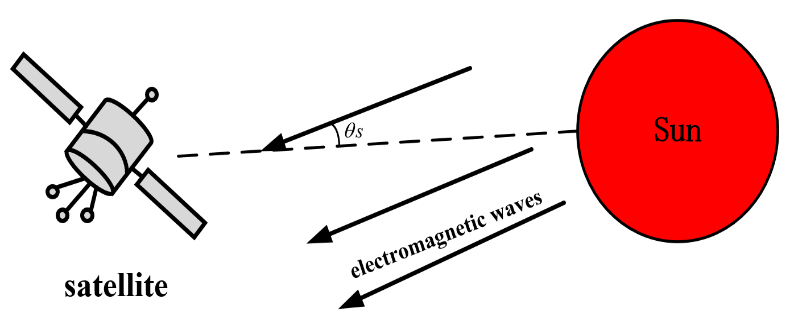 θs
Sun
electromagnetic waves
satellite